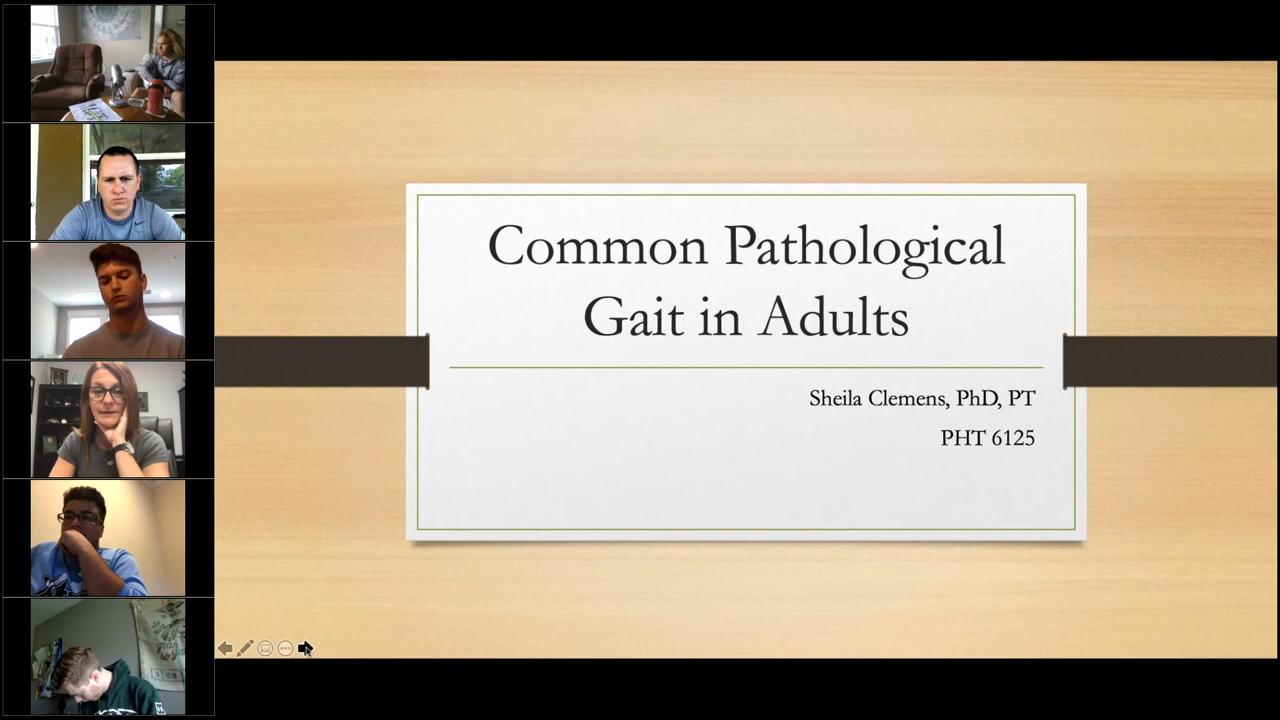 Common Pathological
Gait in Adults
Sheila Clemens, PhD, PT
PHT 6125